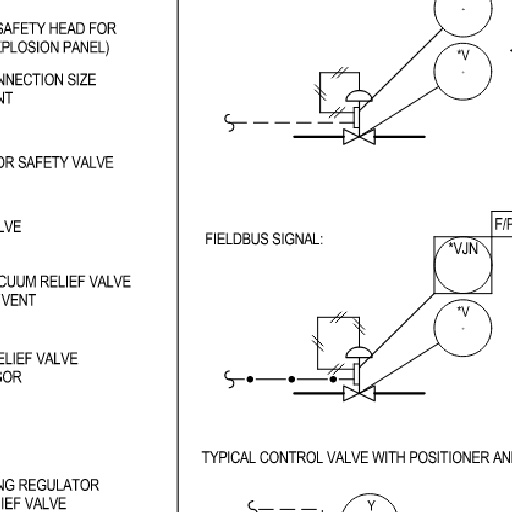 SAFETY HEAD FOR
PLOSION PANEL)
NNECTION SIZE
NT
OR SAFETY VALVE
LVE
CUUM RELIEF VALVE
VENT
ELIEF VALVE
SOR
NG REGULATOR
IEF VALVE
*V
FIELDBUS SIGNAL:
F/F
*VJN
*V
TYPICAL CONTROL VALVE WITH POSITIONER AN
Y